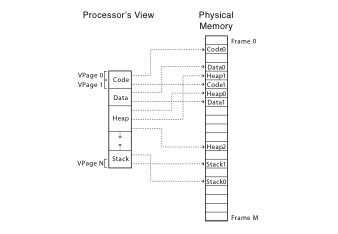 Processor's View
Physical
Memory
Frame 0
Code0
VPage 0
VPage 1
Code
Data
Heap
Stack
VPage N
Data0
Heap1
Code1
Heap0
Data1
Heap2
Stack1
Stack0
Frame M